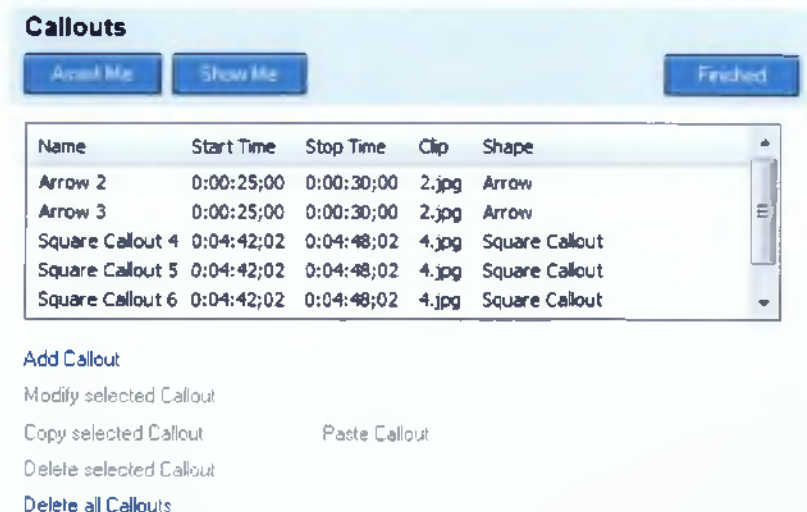 Callouts
Assist Me Show Me Finished
Name Start Time Stop Time Clip Shape
Arrow 2 0:00:25;00 0:00:30;00 2.jpg Arrow
Arrow 3 0:00:25;00 0:00:30;00 2.jpg Arrow
Square Callout 4 0:04:42;02 0:04:48;02 4.jpg Square Callout
Square Callout 5 0:04:42;02 0:04:48;02 4.jpg Square Callout
Square Callout 6 0:04:42;02 0:04:48;02 4.jpg Square Callout
Add Callout
Modify selected Callout
Copy selected Callout Paste Callout
Delete selected Callout
Delete all Callouts